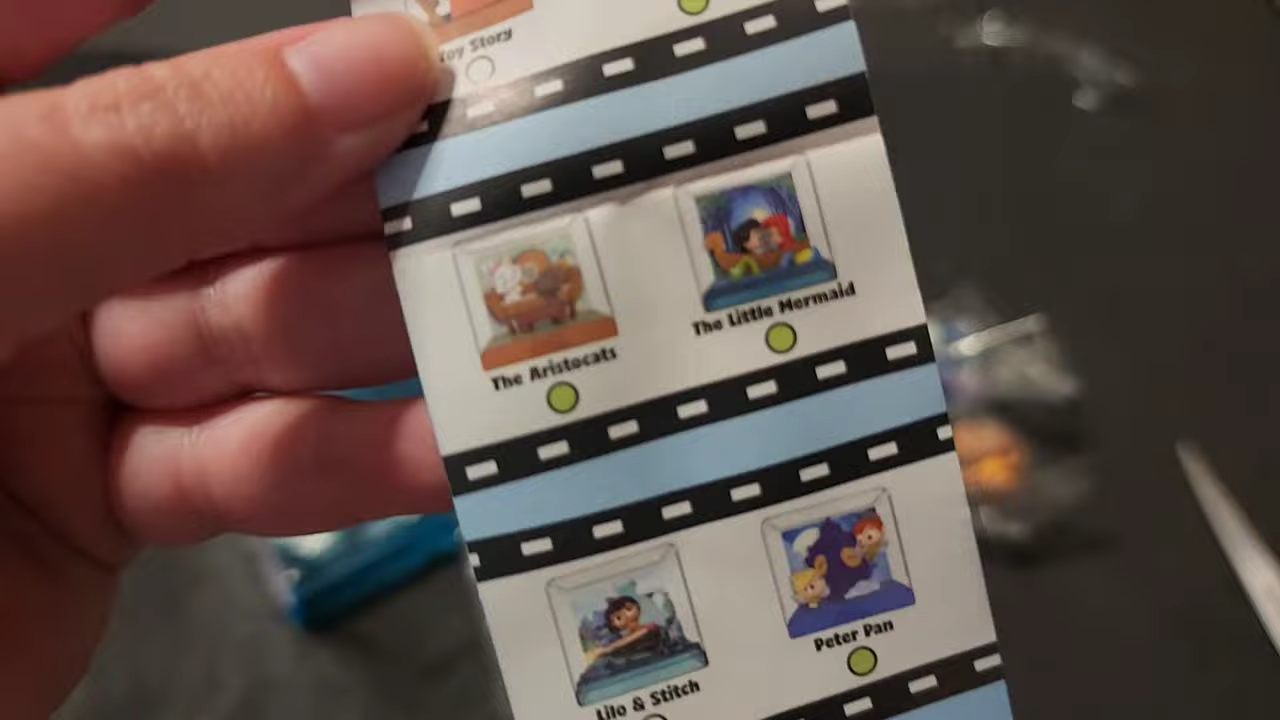 Toy Story
The Aristocats
The Little Mermaid
Lilo & Stitch
Peter Pan